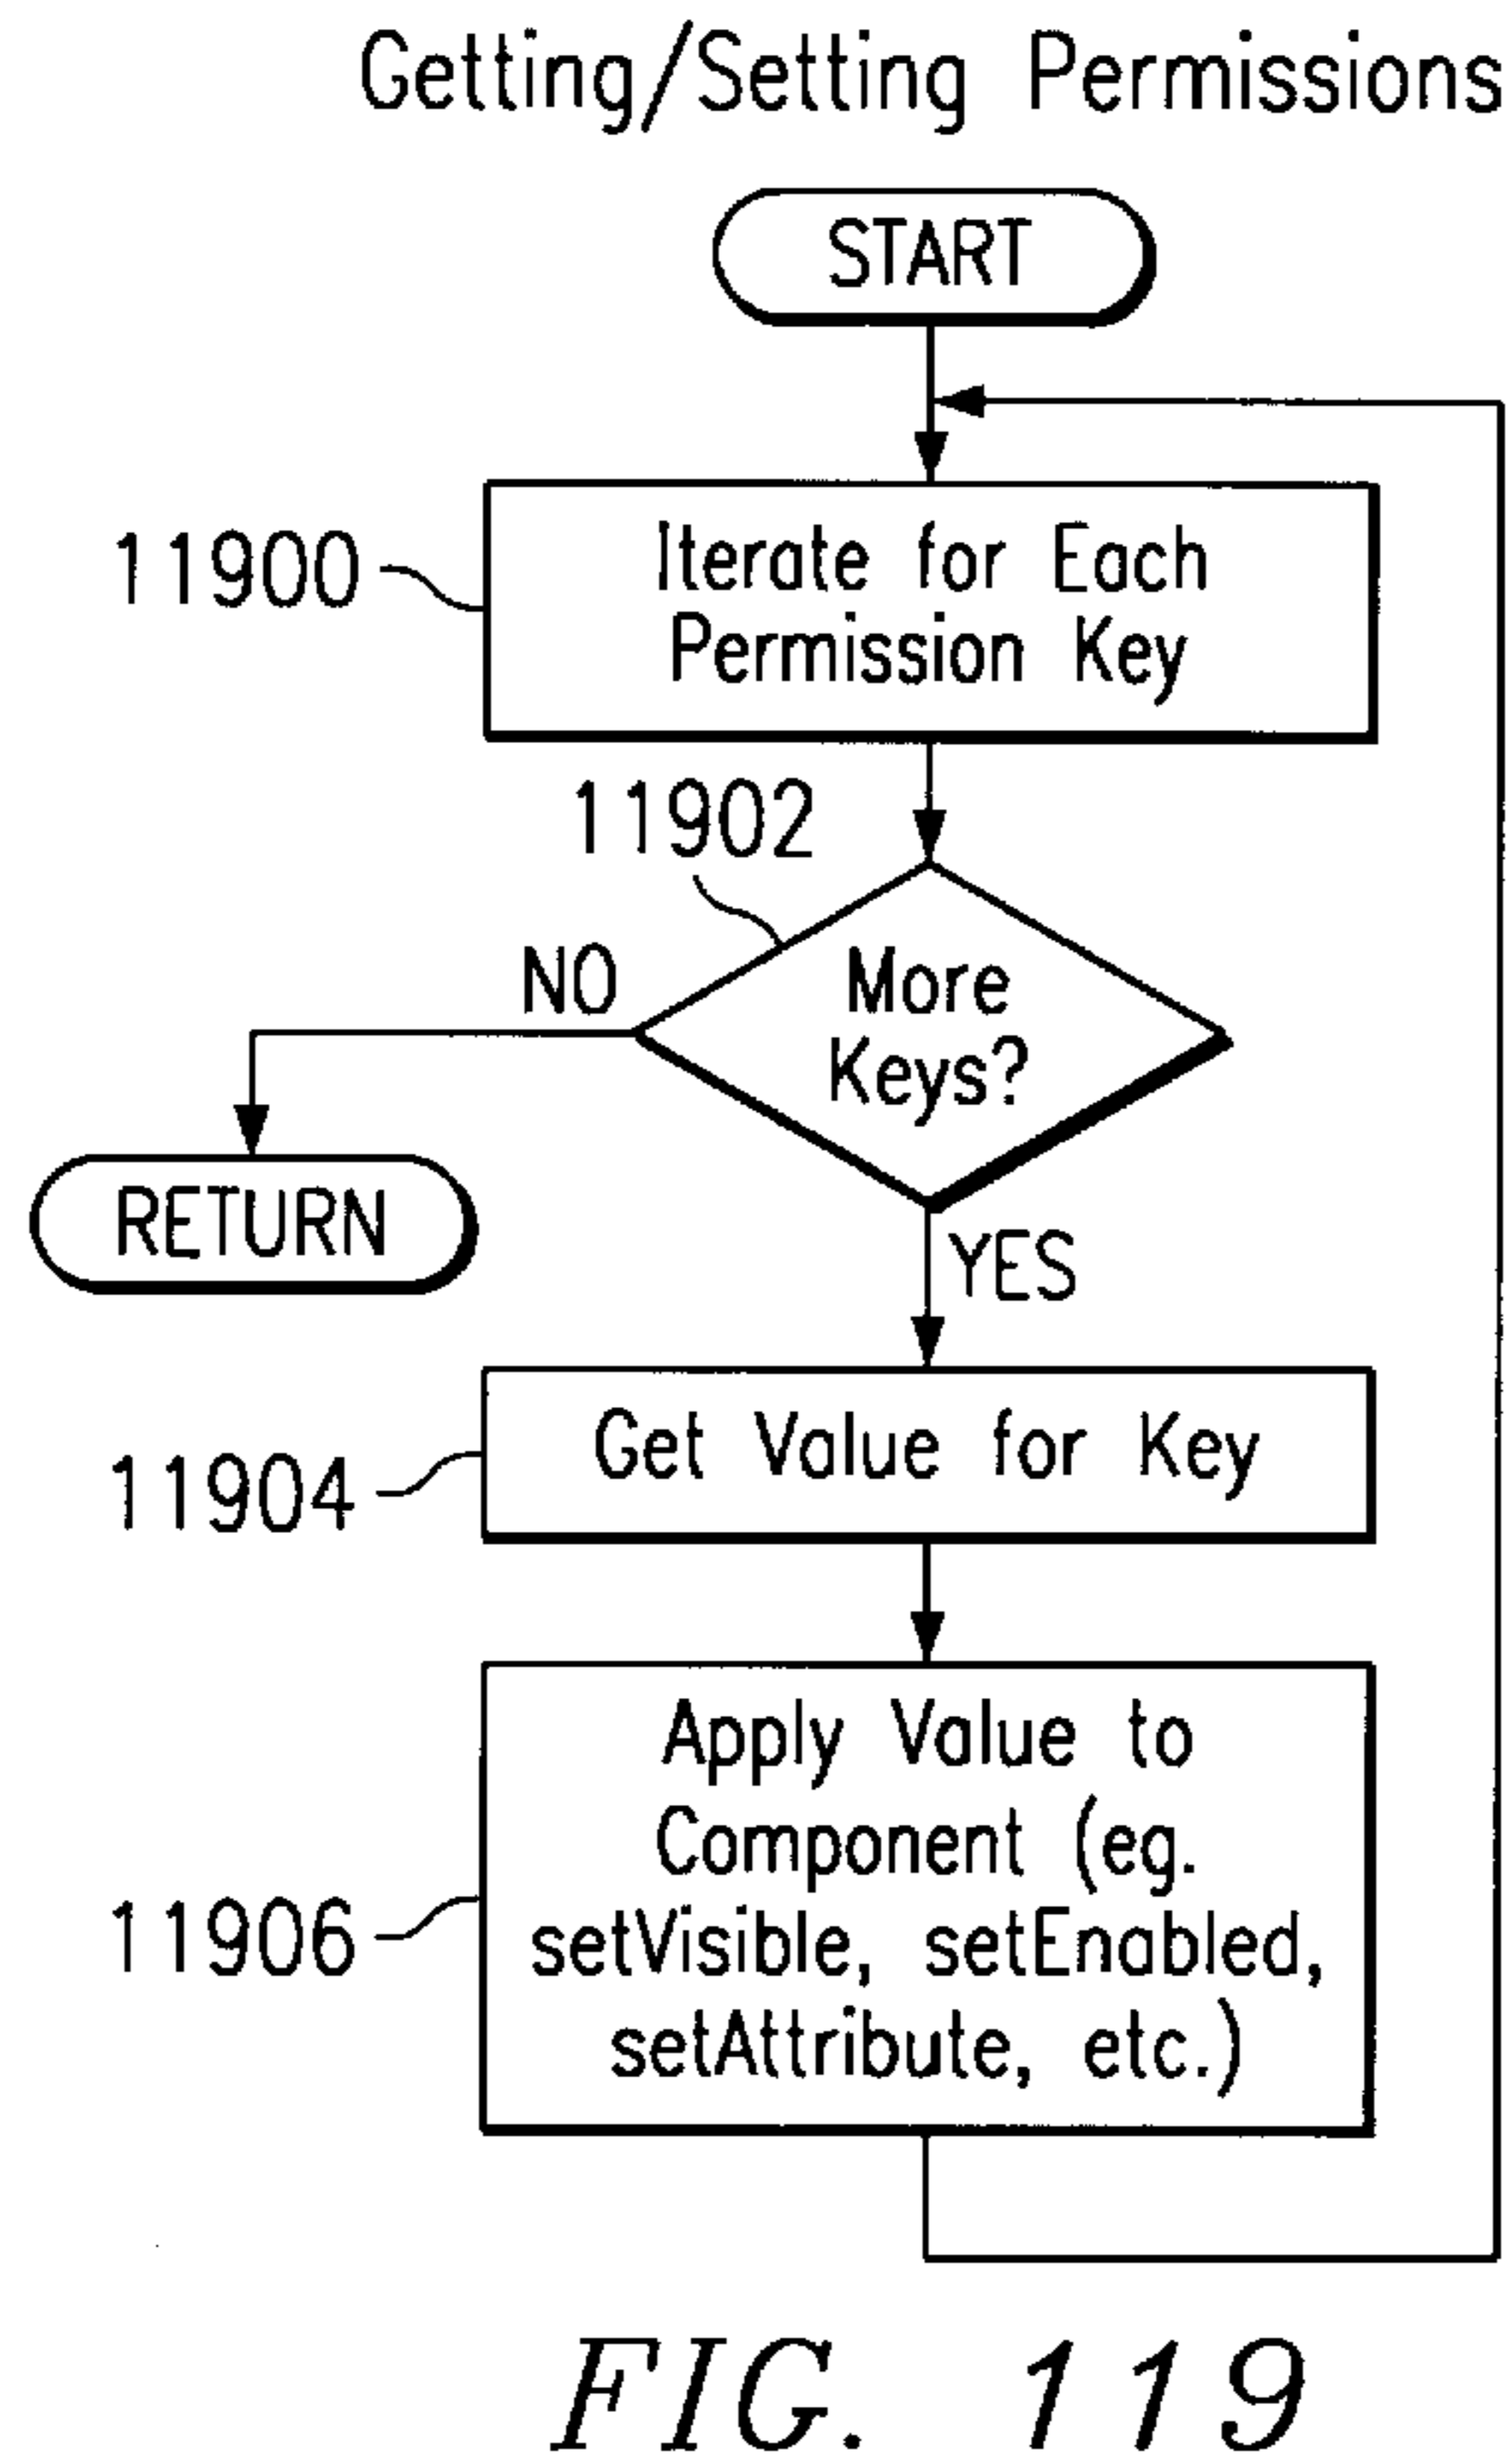 Getting/Setting Permissions
START
11900
Iterate for Each
Permission Key
11902
NO
More
Keys?
RETURN
YES
11904
Get Value for Key
11906
Apply Value to
Component (eg.
setVisible, setEnabled,
setAttribute, etc.)
FIG. 119